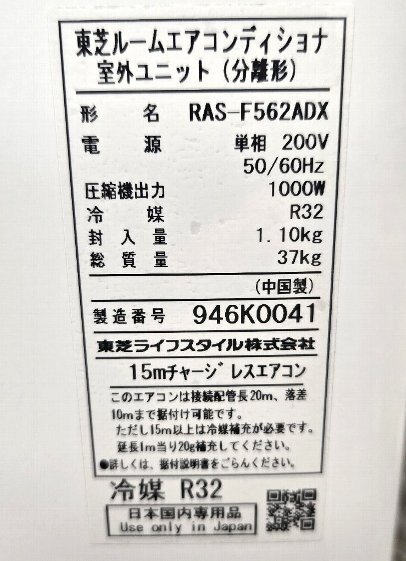 東芝ルームエアコンディショナ
室外ユニット（分離形）
形 名 RAS-F562ADX
電 源 単相 200V
50/60Hz
圧縮機出力 1000W
冷 媒 R32
封 入 量 1.10kg
総 質 量 37kg
（中国製）
製造番号 946K0041
東芝ライフスタイル株式会社
15mチャージレスエアコン
このエアコンは接続配管長20m、落差
10mまで据付け可能です。
ただし15m以上は冷媒補充が必要です。
延長1m当り20g補充してください。
●詳しくは、据付説明書をごらんください。
冷媒 R32
日本国内専用品
Use only in Japan